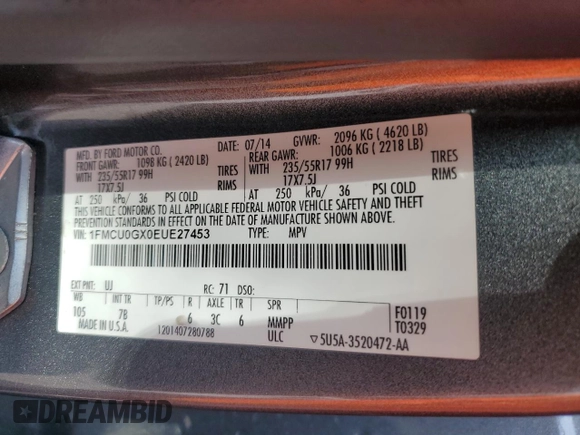 MFD. BY FORD MOTOR CO.
DATE: 07/14 GVWR: 2096 KG ( 4620 LB)
FRONT GAWR: 1098 KG ( 2420 LB) REAR GAWR: 1006 KG ( 2218 LB)
WITH 235/55R17 99H TIRES WITH 235/55R17 99H TIRES
17X7.5J RIMS 17X7.5J RIMS
AT 250 kPa/ 36 PSI COLD AT 250 kPa/ 36 PSI COLD
THIS VEHICLE CONFORMS TO ALL APPLICABLE FEDERAL MOTOR VEHICLE SAFETY, BUMPER,
AND THEFT PREVENTION STANDARDS IN EFFECT ON THE DATE OF MANUFACTURE SHOWN ABOVE.
VIN: 1FMCU0GX0EUE27453 TYPE: MPV
EXT PNT: UJ RC: 71 DSO:
WB INT TR TP/PS R AXLE TR SPR
105 7B 6 3C 6 MMPP F0119
MADE IN U.S.A. 1201407280788 ULC T0329
▽5U5A-3520472-AA
DREAMBID